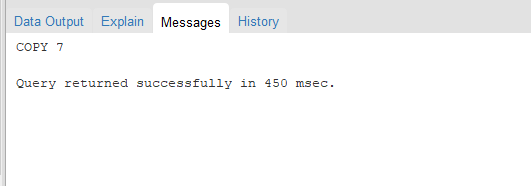 Data Output Explain Messages History
COPY 7
Query returned successfully in 450 msec.